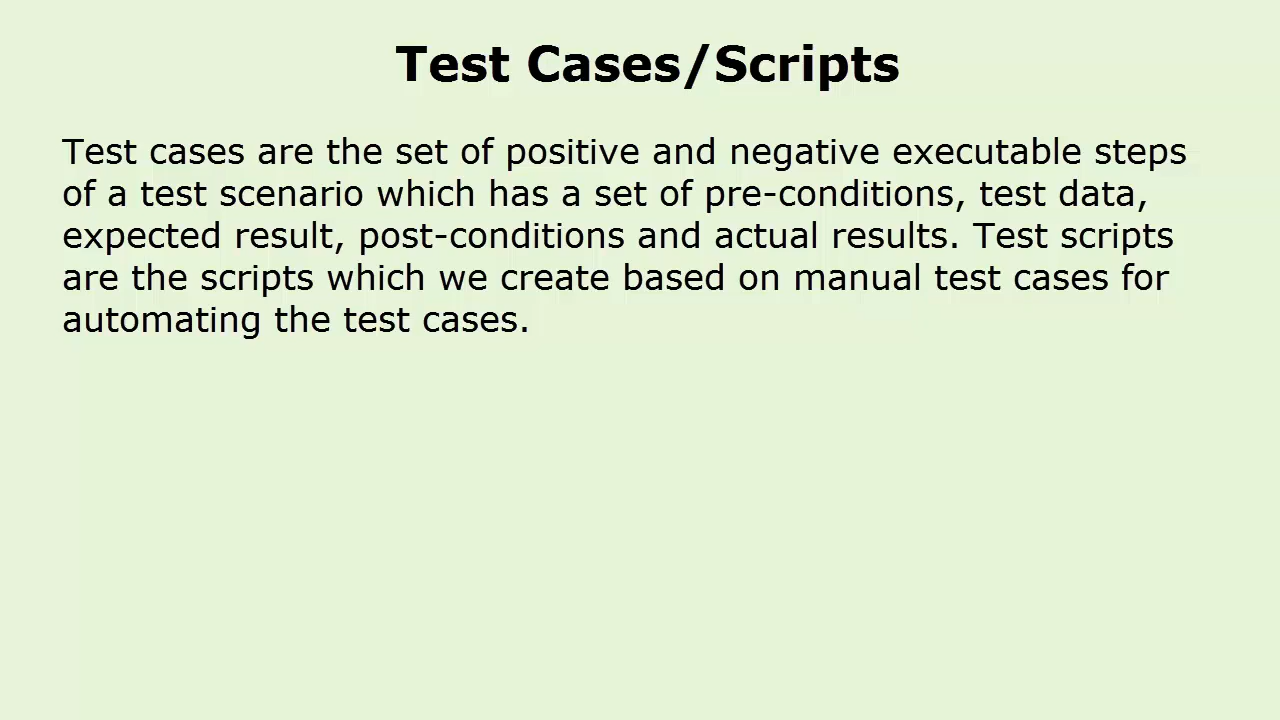 Test Cases/Scripts
Test cases are the set of positive and negative executable steps
of a test scenario which has a set of pre-conditions, test data,
expected result, post-conditions and actual results. Test scripts
are the scripts which we create based on manual test cases for
automating the test cases.